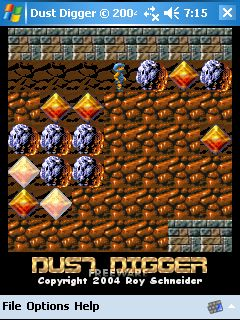 Dust Digger © 2004 7:15
DUST DIGGER
FREEWARE
Copyright 2004 Roy Schneider
File Options Help